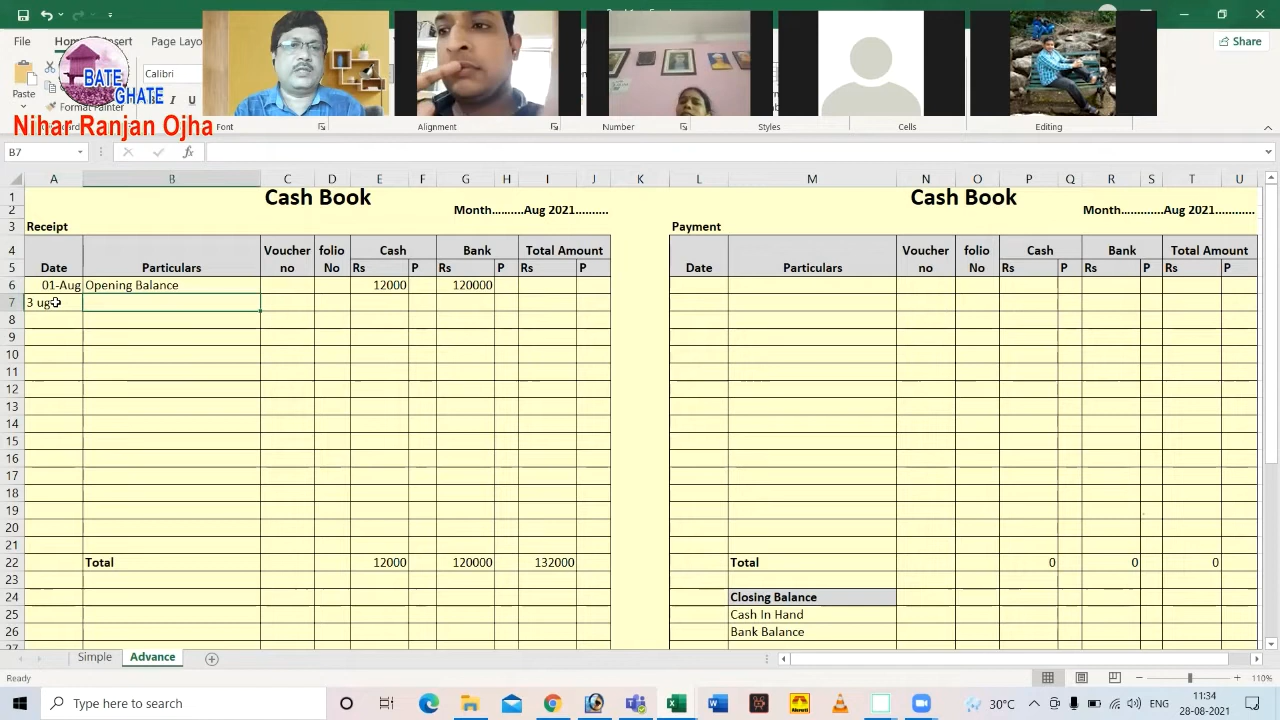 Home Insert Page Layout
Share
BATE
GHATE
Nihar Ranjan Ojha
Paste
Calibri
I U
Format Painter
Font Alignment Number Styles Cells Editing
B7 fx
A B C D E F G H I J K L M N O P Q R S T U
1 Cash Book Cash Book
2 Month..........Aug 2021.......... Month............Aug 2021............
3 Receipt Payment
4 Voucher folio Cash Bank Total Amount Voucher folio Cash Bank Total Amount
5 Date Particulars no No Rs P Rs P Rs P Date Particulars no No Rs P Rs P Rs P
6 01-Aug Opening Balance 12000 120000
7 3 ug
8
9
10
11
12
13
14
15
16
17
18
19
20
21
22 Total 12000 120000 132000 Total 0 0 0
23
24 Closing Balance
25 Cash In Hand
26 Bank Balance
27
Simple Advance
Ready 110%
Type here to search 30°C ENG 11:34
28-08-2021